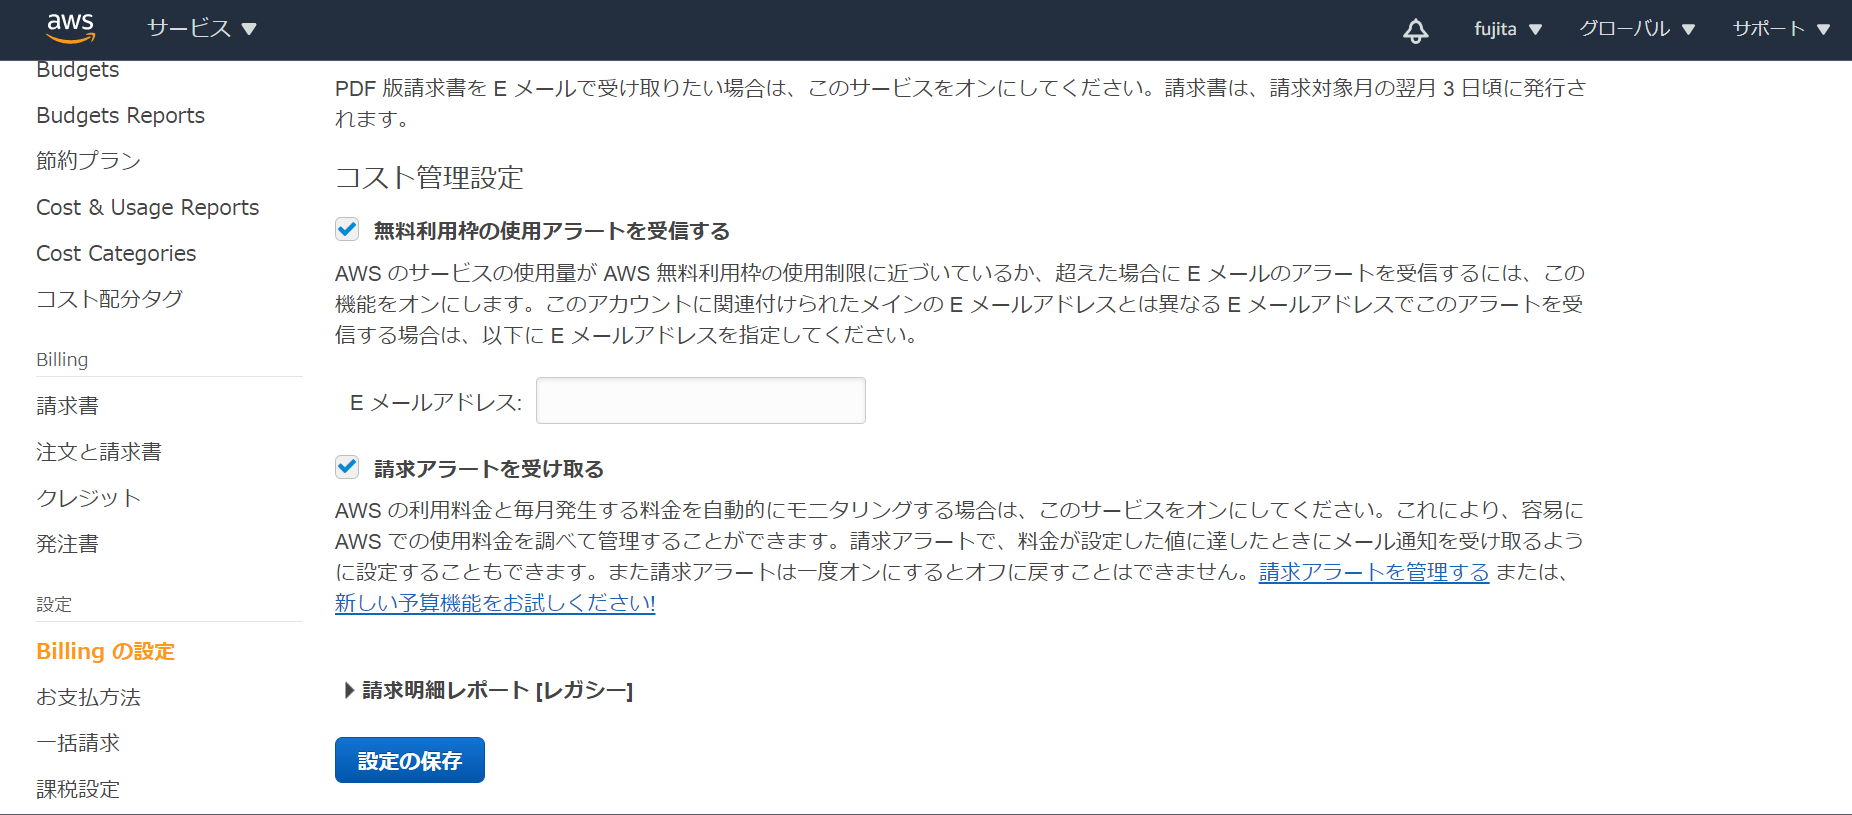 aws サービス ▼ fujita ▼ グローバル ▼ サポート ▼
Budgets
Budgets Reports
節約プラン
Cost & Usage Reports
Cost Categories
コスト配分タグ
Billing
請求書
注文と請求書
クレジット
発注書
設定
Billing の設定
お支払方法
一括請求
課税設定
PDF 版請求書を E メールで受け取りたい場合は、このサービスをオンにしてください。請求書は、請求対象月の翌月 3 日頃に発行さ
れます。
コスト管理設定
無料利用枠の使用アラートを受信する
AWS のサービスの使用量が AWS 無料利用枠の使用制限に近づいているか、超えた場合に E メールのアラートを受信するには、この
機能をオンにします。このアカウントに関連付けられたメインの E メールアドレスとは異なる E メールアドレスでこのアラートを受
信する場合は、以下に E メールアドレスを指定してください。
E メールアドレス:
請求アラートを受け取る
AWS の利用料金と毎月発生する料金を自動的にモニタリングする場合は、このサービスをオンにしてください。これにより、容易に
AWS での使用料金を調べて管理することができます。請求アラートで、料金が設定した値に達したときにメール通知を受け取るよう
に設定することもできます。また請求アラートは一度オンにするとオフに戻すことはできません。請求アラートを管理する または、
新しい予算機能をお試しください!
請求明細レポート [レガシー]
設定の保存